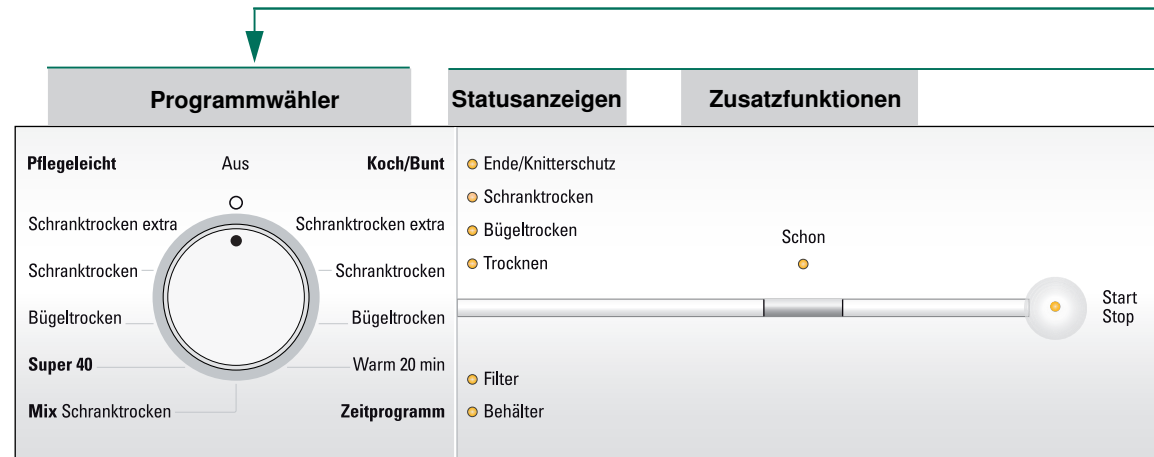 Programmwähler
Statusanzeigen
Zusatzfunktionen
Pflegeleicht
Aus
Koch/Bunt
Schranktrocken extra
Schranktrocken extra
Schranktrocken
Schranktrocken
Bügeltrocken
Bügeltrocken
Super 40
Warm 20 min
Mix Schranktrocken
Zeitprogramm
Ende/Knitterschutz
Schranktrocken
Bügeltrocken
Trocknen
Schon
Start
Stop
Filter
Behälter